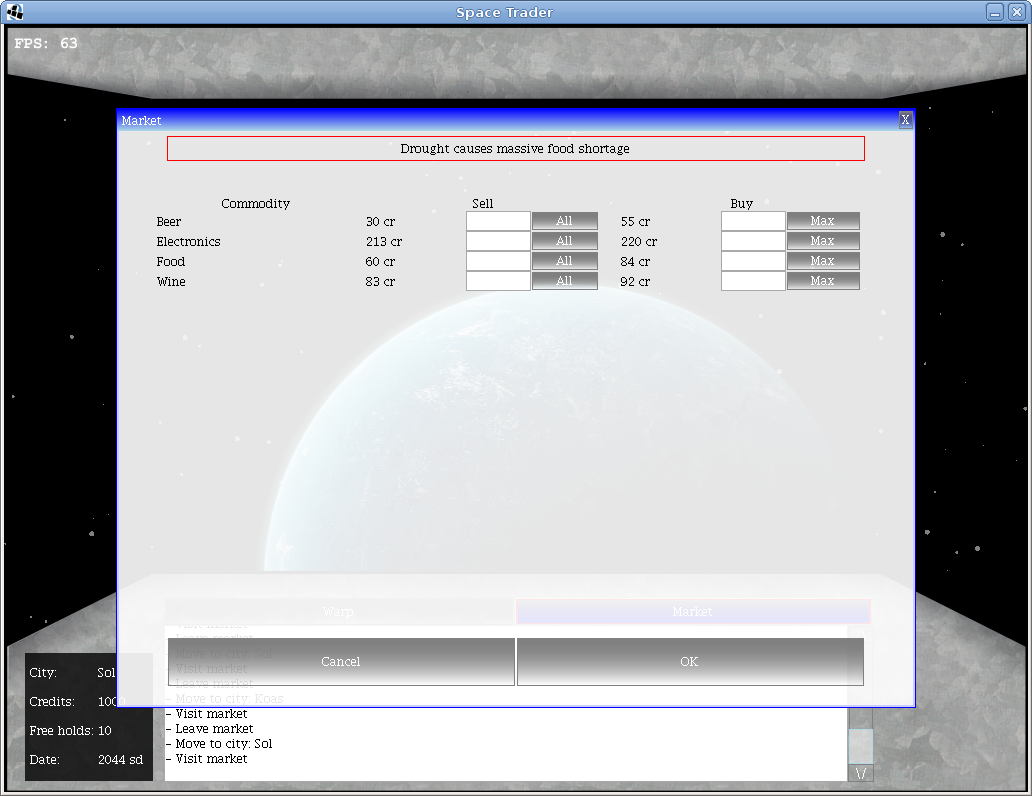 Space Trader
FPS: 63
Market X
Drought causes massive food shortage
Commodity Sell Buy
Beer 30 cr All 55 cr Max
Electronics 213 cr All 220 cr Max
Food 60 cr All 84 cr Max
Wine 83 cr All 92 cr Max
Warp Market
- Visit market
- Leave market
- Move to city: Sol
- Visit market
- Leave market
- Move to city: Koas
Cancel OK
- Visit market
- Leave market
- Move to city: Sol
- Visit market
\/
City: Sol
Credits: 100
Free holds: 10
Date: 2044 sd